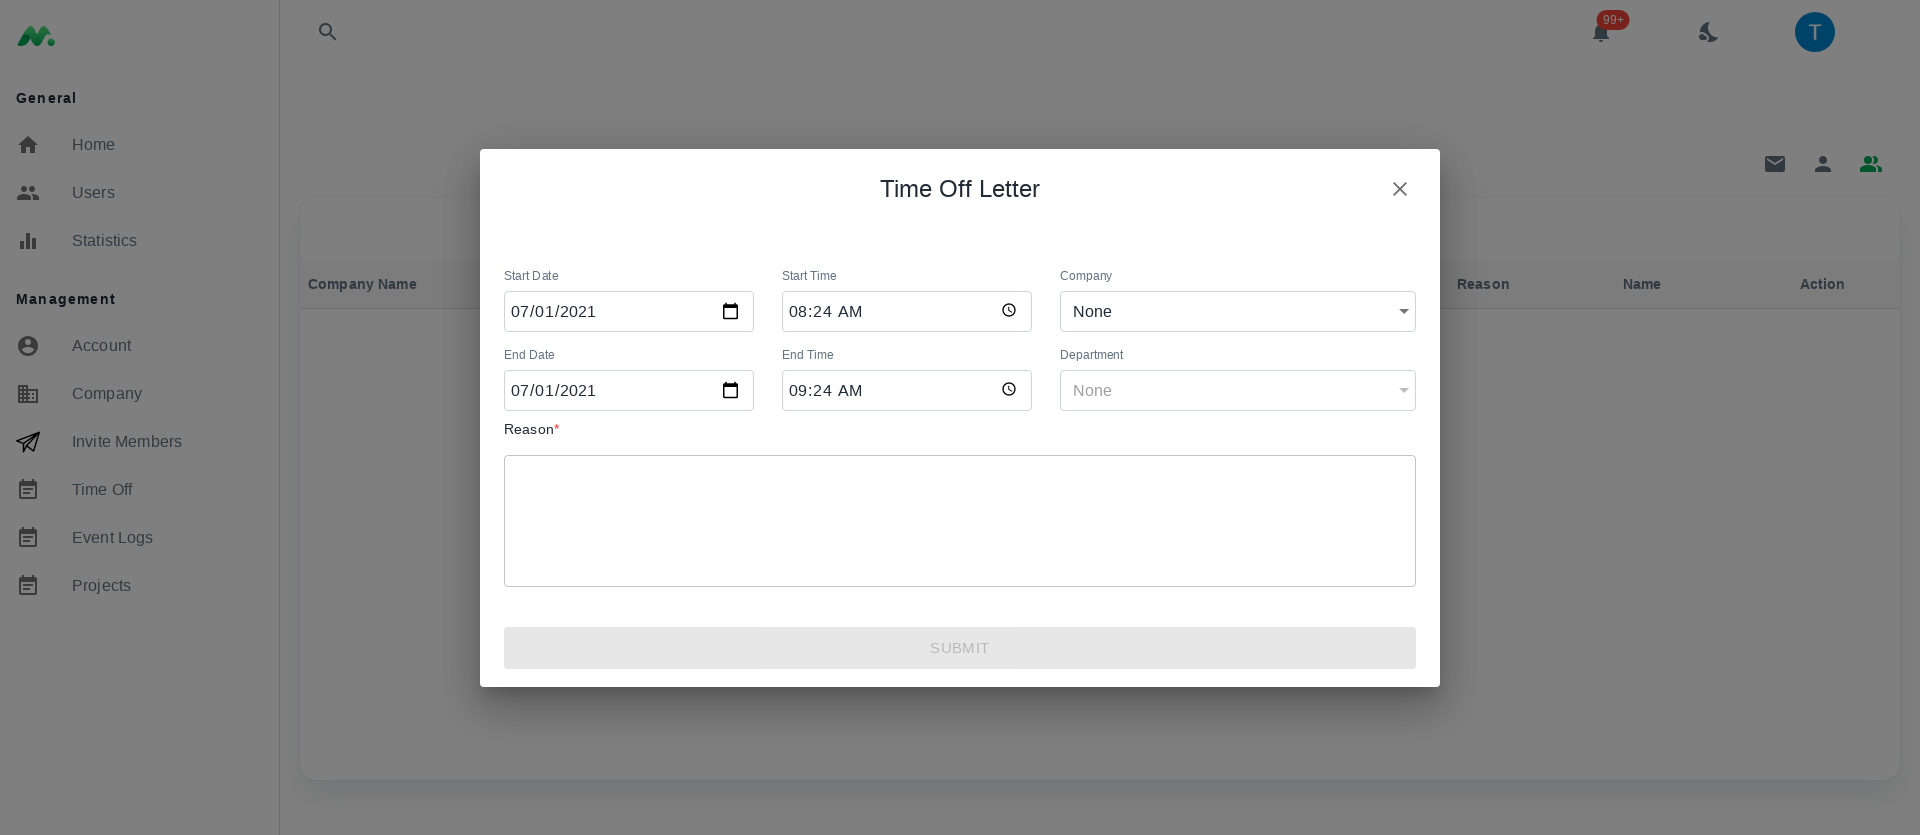 99+
T
General
Home
Users
Statistics
Management
Account
Company
Invite Members
Time Off
Event Logs
Projects
Company Name
Reason
Name
Action
Time Off Letter
Start Date
Start Time
Company
07/01/2021
08:24 AM
None
End Date
End Time
Department
07/01/2021
09:24 AM
None
Reason*
SUBMIT